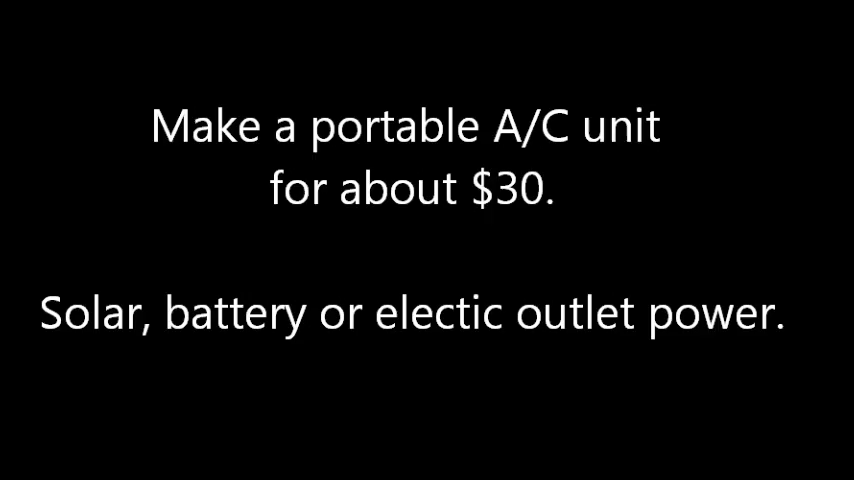 Make a portable A/C unit
for about $30.
Solar, battery or electic outlet power.